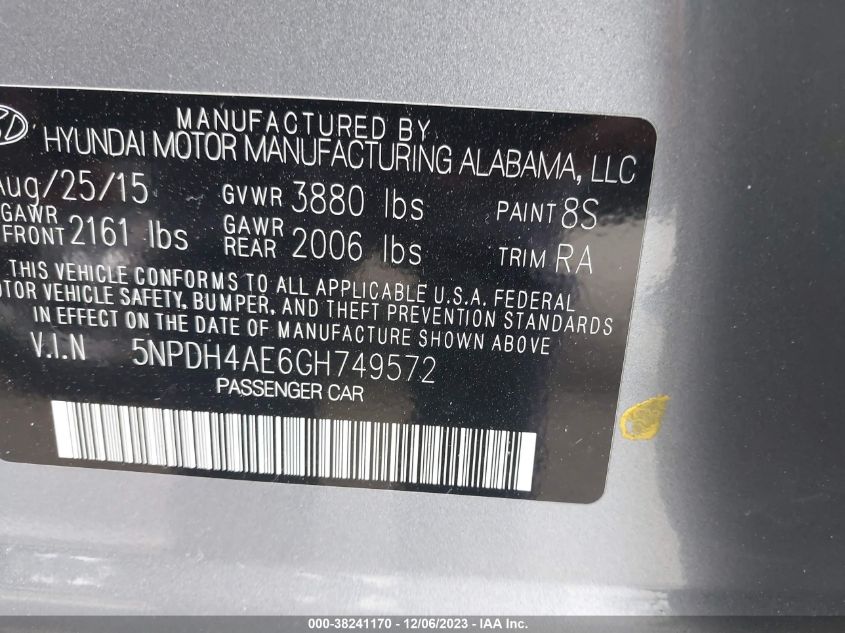 MANUFACTURED BY
HYUNDAI MOTOR MANUFACTURING ALABAMA, LLC
Aug/25/15 GVWR 3880 lbs PAINT 8S
GAWR FRONT 2161 lbs GAWR REAR 2006 lbs TRIM RA
THIS VEHICLE CONFORMS TO ALL APPLICABLE U.S.A. FEDERAL
OTOR VEHICLE SAFETY, BUMPER, AND THEFT PREVENTION STANDARDS
IN EFFECT ON THE DATE OF MANUFACTURE SHOWN ABOVE
V.I.N 5NPDH4AE6GH749572
PASSENGER CAR
000-38241170 - 12/06/2023 - IAA Inc.